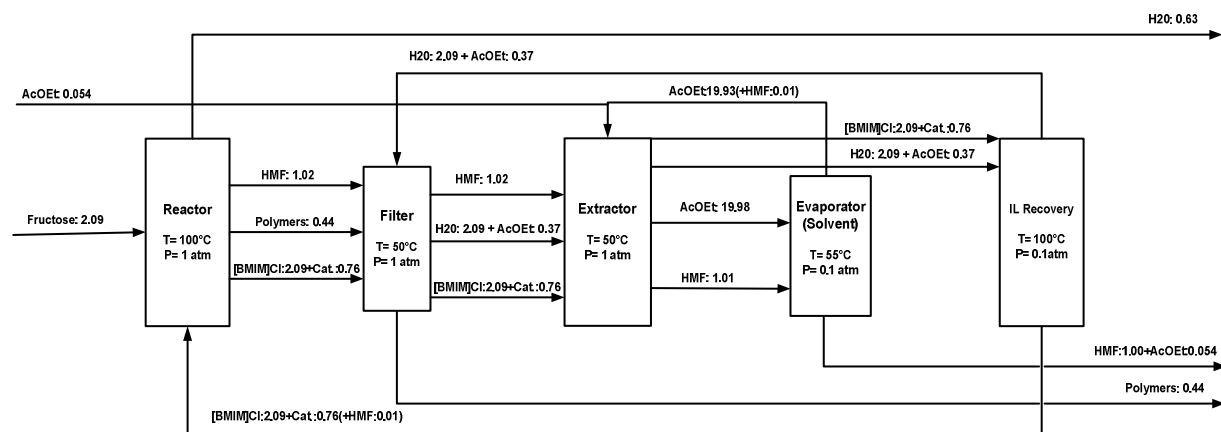 H20: 0.63
H20: 2.09 + AcOEt: 0.37
AcOEt: 0.054
AcOEt:19.93(+HMF:0.01)
[BMIM]Cl:2.09+Cat.:0.76
H20: 2.09 + AcOEt: 0.37
HMF: 1.02
HMF: 1.02
Reactor
T= 100°C
P= 1 atm
Filter
T= 50°C
P= 1 atm
Extractor
T= 50°C
P= 1 atm
Evaporator
(Solvent)
T= 55°C
P= 0.1 atm
IL Recovery
T= 100°C
P= 0.1atm
Fructose: 2.09
Polymers: 0.44
AcOEt: 19.98
H20: 2.09 + AcOEt: 0.37
[BMIM]Cl:2.09+Cat.:0.76
[BMIM]Cl:2.09+Cat.:0.76
HMF: 1.01
HMF:1.00+AcOEt:0.054
Polymers: 0.44
[BMIM]Cl:2.09+Cat.:0.76(+HMF:0.01)